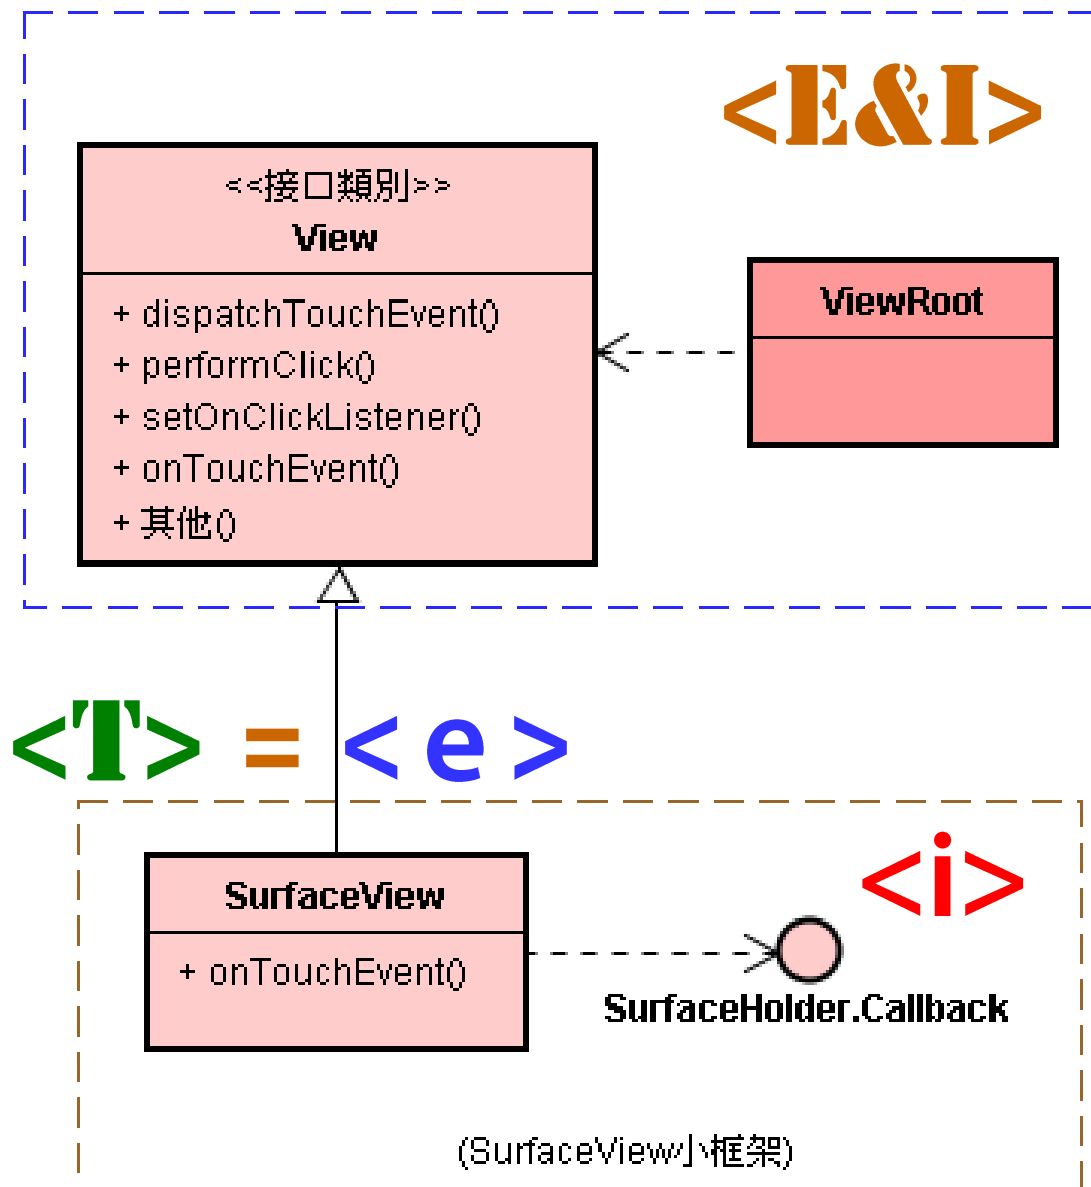 <E&I>
<<接口類別>>
View
+ dispatchTouchEvent()
+ performClick()
+ setOnClickListener()
+ onTouchEvent()
+ 其他()
ViewRoot
<T> = <e>
<i>
SurfaceView
+ onTouchEvent()
SurfaceHolder.Callback
(SurfaceView小框架)